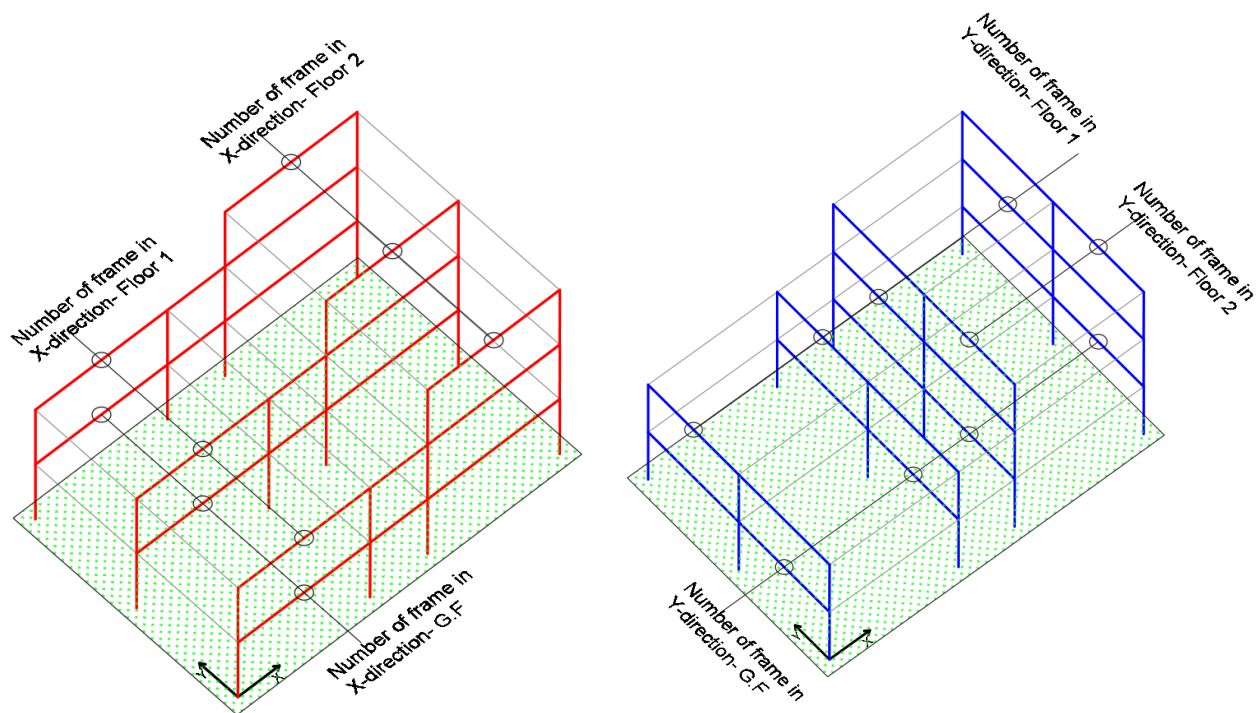 Number of frame in
X-direction- Floor 2
Number of frame in
X-direction- Floor 1
Number of frame in
X-direction- G.F
Y
X
Number of frame in
Y-direction- Floor 1
Number of frame in
Y-direction- Floor 2
Number of frame in
Y-direction- G.F
Y
X